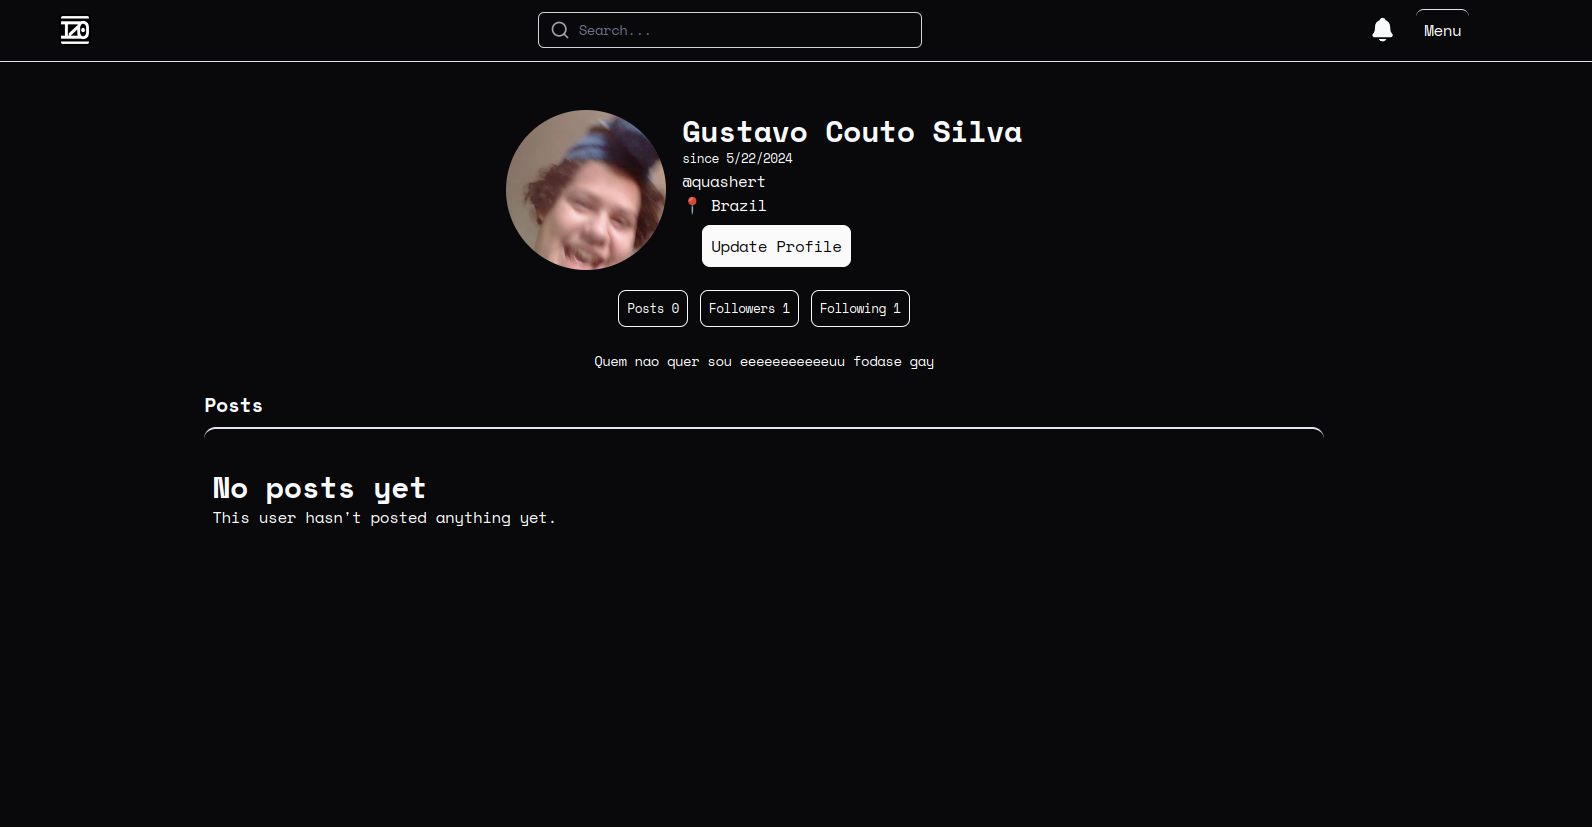 IZO
Search...
Menu
Gustavo Couto Silva
since 5/22/2024
@quashert
📍 Brazil
Update Profile
Posts 0
Followers 1
Following 1
Quem nao quer sou eeeeeeeeeeeuu fodase gay
Posts
No posts yet
This user hasn't posted anything yet.